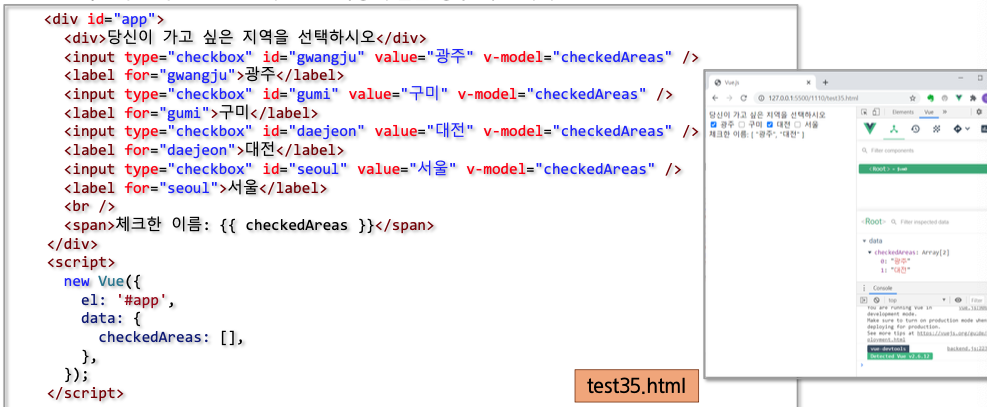 <div id="app">
<div>당신이 가고 싶은 지역을 선택하시오</div>
<input type="checkbox" id="gwangju" value="광주" v-model="checkedAreas" />
<label for="gwangju">광주</label>
<input type="checkbox" id="gumi" value="구미" v-model="checkedAreas" />
<label for="gumi">구미</label>
<input type="checkbox" id="daejeon" value="대전" v-model="checkedAreas" />
<label for="daejeon">대전</label>
<input type="checkbox" id="seoul" value="서울" v-model="checkedAreas" />
<label for="seoul">서울</label>
<br />
<span>체크한 이름: {{ checkedAreas }}</span>
</div>
<script>
new Vue({
el: '#app',
data: {
checkedAreas: [],
},
});
</script>
test35.html
Vue.js
127.0.0.1:5500/1110/test35.html
당신이 가고 싶은 지역을 선택하시오
광주 구미 대전 서울
체크한 이름: [ "광주", "대전" ]
Elements Vue
Filter components
<Root>
<Root> Filter inspected data
data
checkedAreas: Array[2]
0: "광주"
1: "대전"
Console
top Filter
You are running Vue in
development mode.
Make sure to turn on production mode when
deploying for production.
See more tips at https://vuejs.org/guide/
vue-devtools
Detected Vue v2.6.12